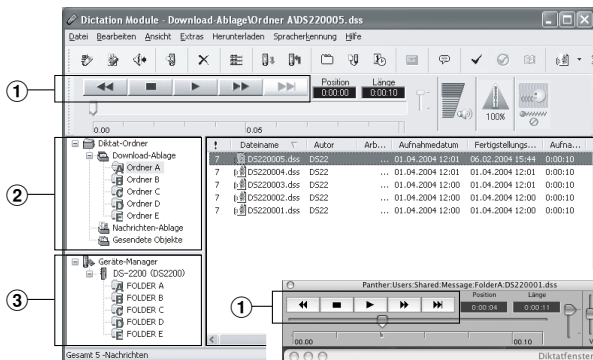 Dictation Module - Download-Ablage\Ordner A\DS220005.dss
Datei Bearbeiten Ansicht Extras Herunterladen Spracherkennung Hilfe
1
Position Länge
0:00:00 0:00:10
100%
0.00 0.06
2
Diktat-Ordner
Download-Ablage
Ordner A
Ordner B
Ordner C
Ordner D
Ordner E
Nachrichten-Ablage
Gesendete Objekte
! Dateiname Autor Arb... Aufnahmedatum Fertigstellungs... Aufna...
7 DS220005.dss DS22 ... 01.04.2004 12:01 06.02.2004 15:44 0:00:10
7 DS220004.dss DS22 ... 01.04.2004 12:01 01.04.2004 12:01 0:00:10
7 DS220003.dss DS22 ... 01.04.2004 12:00 01.04.2004 12:01 0:00:10
7 DS220002.dss DS22 ... 01.04.2004 12:00 01.04.2004 12:00 0:00:10
7 DS220001.dss DS22 ... 01.04.2004 12:00 01.04.2004 12:00 0:00:10
3
Geräte-Manager
DS-2200 (DS2200)
FOLDER A
FOLDER B
FOLDER C
FOLDER D
FOLDER E
Gesamt 5 -Nachrichten
Panther:Users:Shared:Message:FolderA:DS220001.dss
1
Position Länge
0:00:04 0:00:11
00.00 00.10
V
Diktatfenster